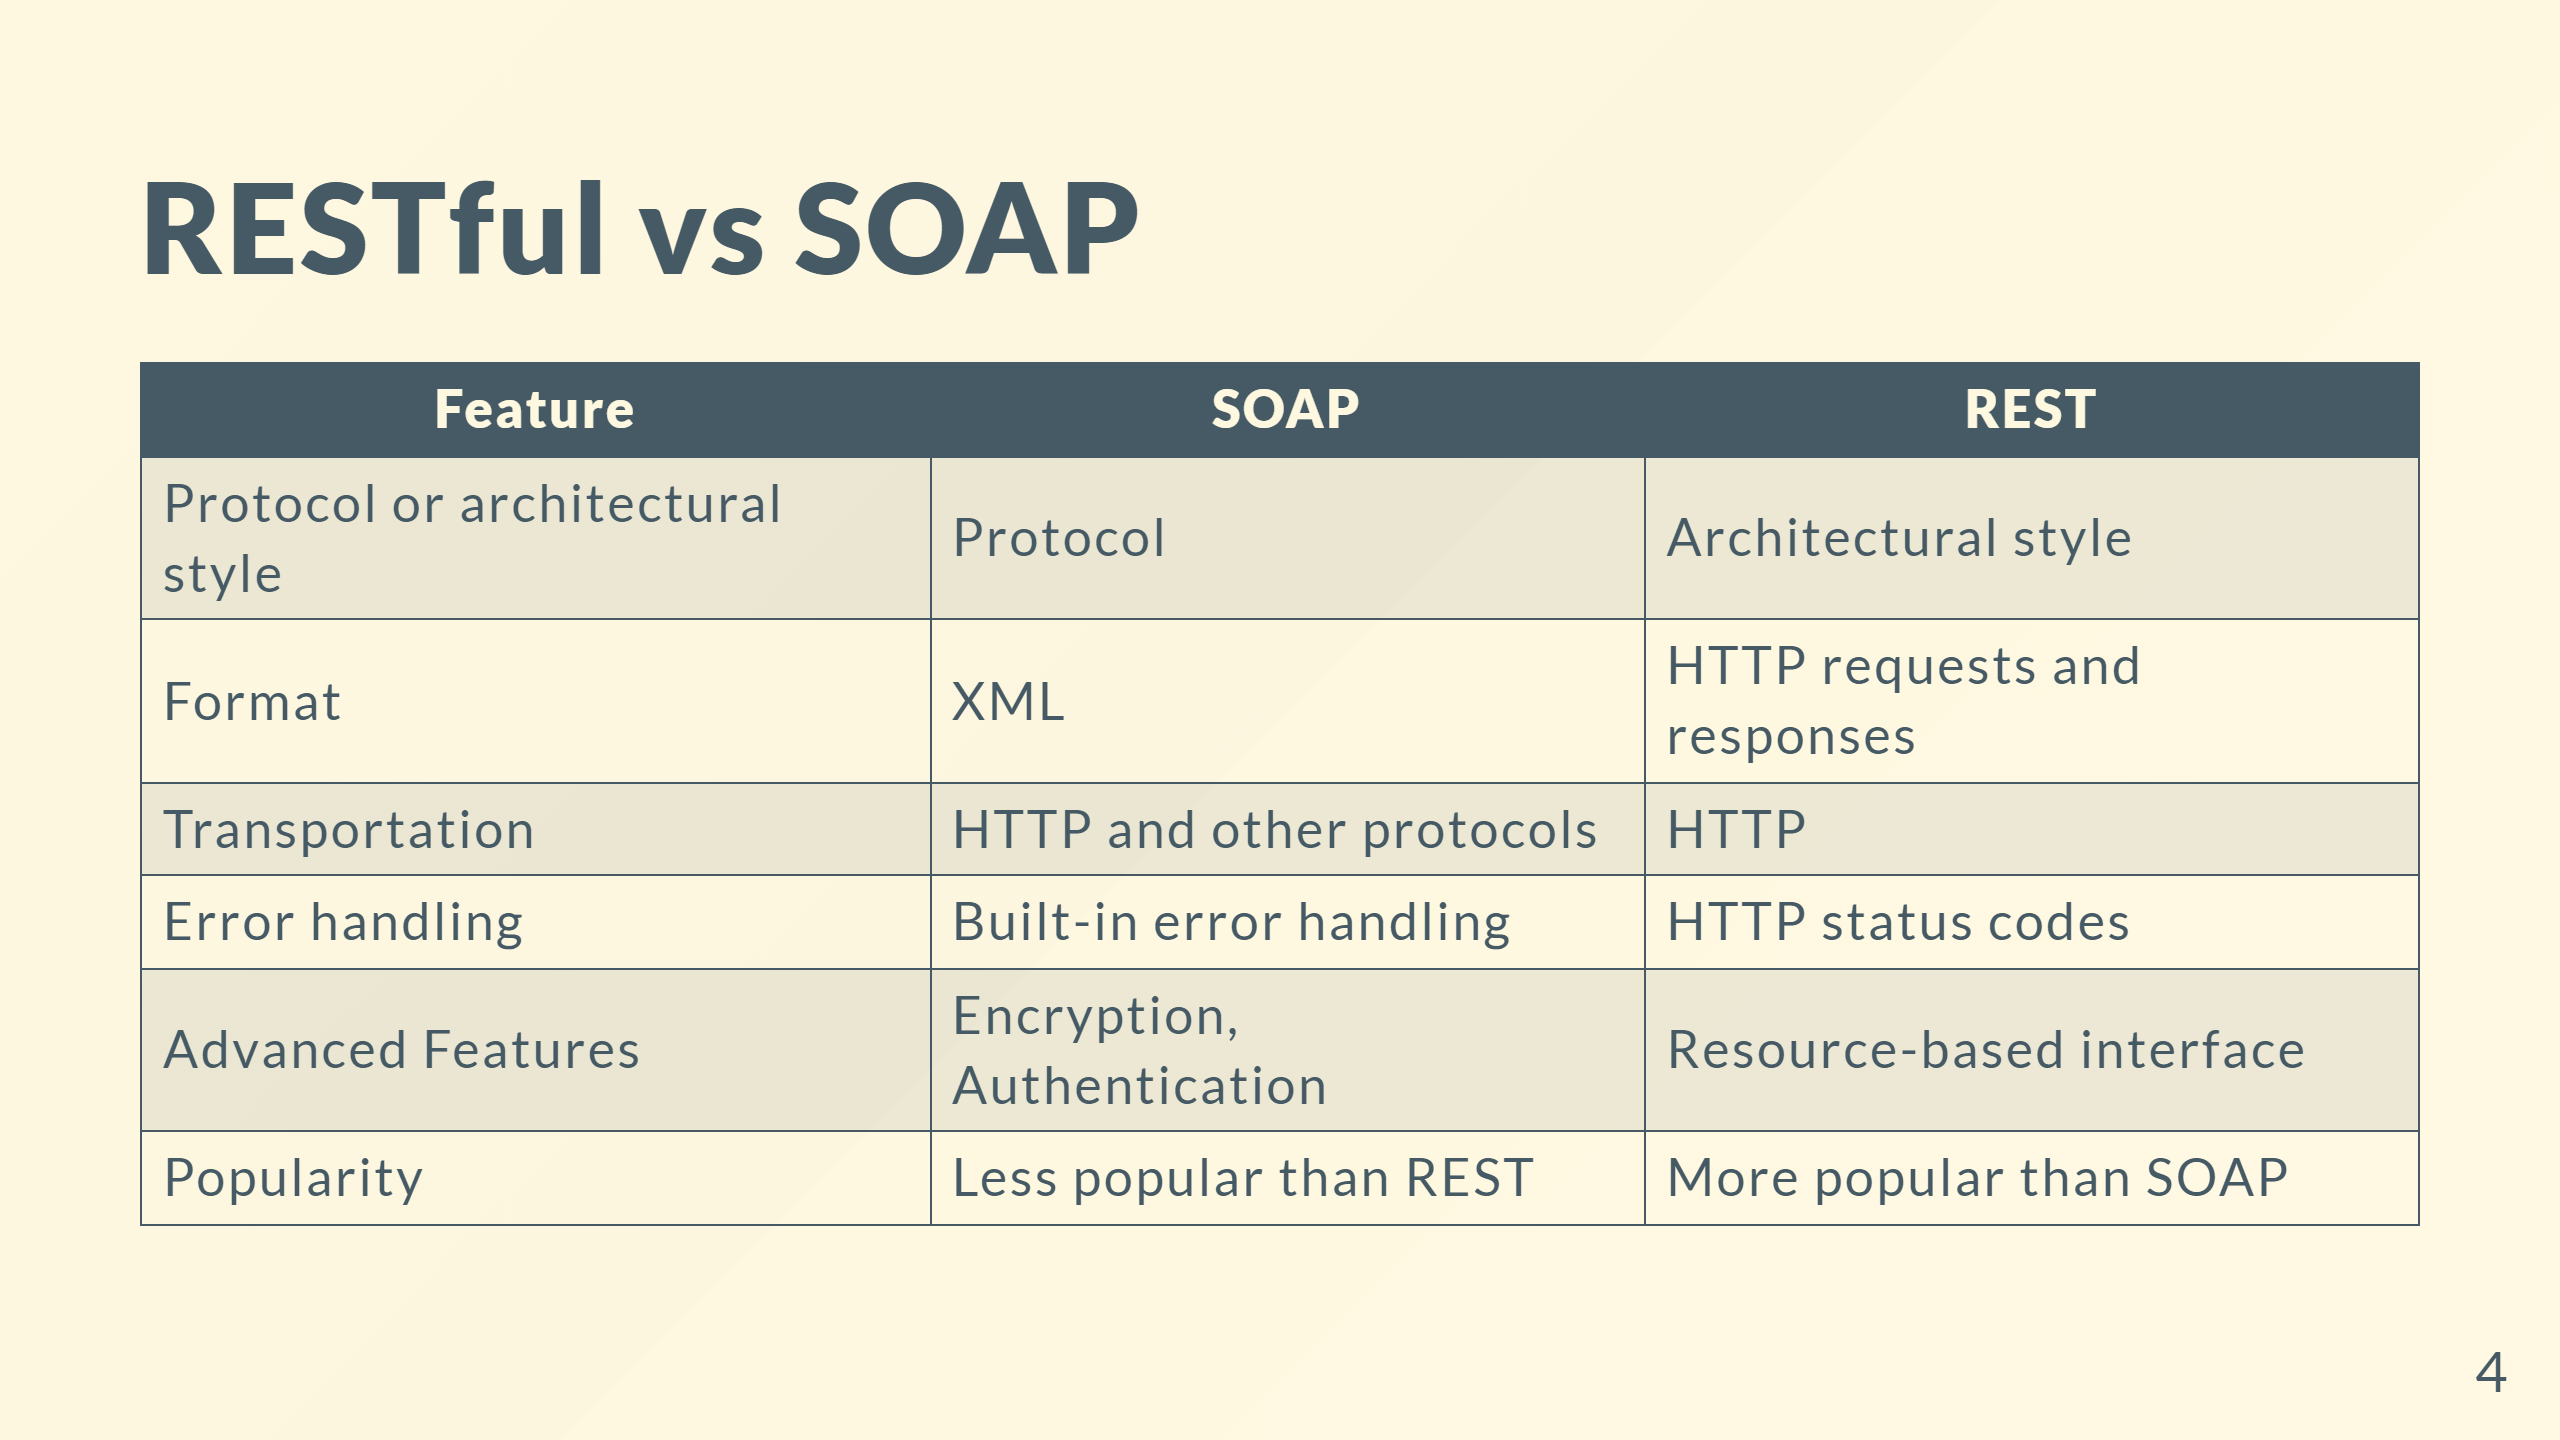 RESTful vs SOAP
Feature SOAP REST
Protocol or architectural
style
Protocol
Architectural style
Format
XML
HTTP requests and
responses
Transportation
HTTP and other protocols
HTTP
Error handling
Built-in error handling
HTTP status codes
Advanced Features
Encryption,
Authentication
Resource-based interface
Popularity
Less popular than REST
More popular than SOAP
4